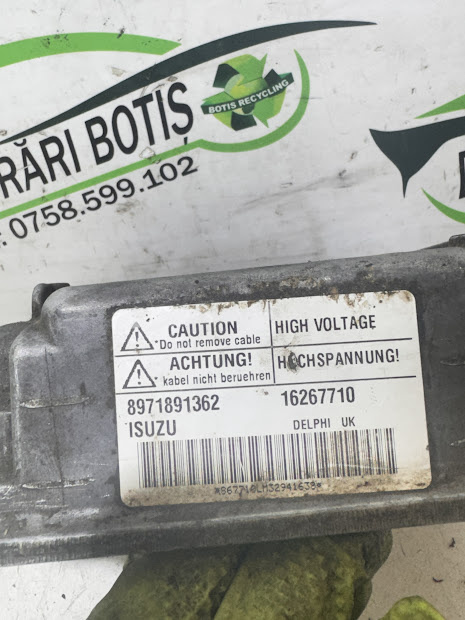 RĂRI BOTIȘ
: 0758.599.102
BOTIS RECYCLING
CAUTION
Do not remove cable
HIGH VOLTAGE
ACHTUNG!
kabel nicht beruehren
HOCHSPANNUNG!
8971891362
16267710
ISUZU
DELPHI UK